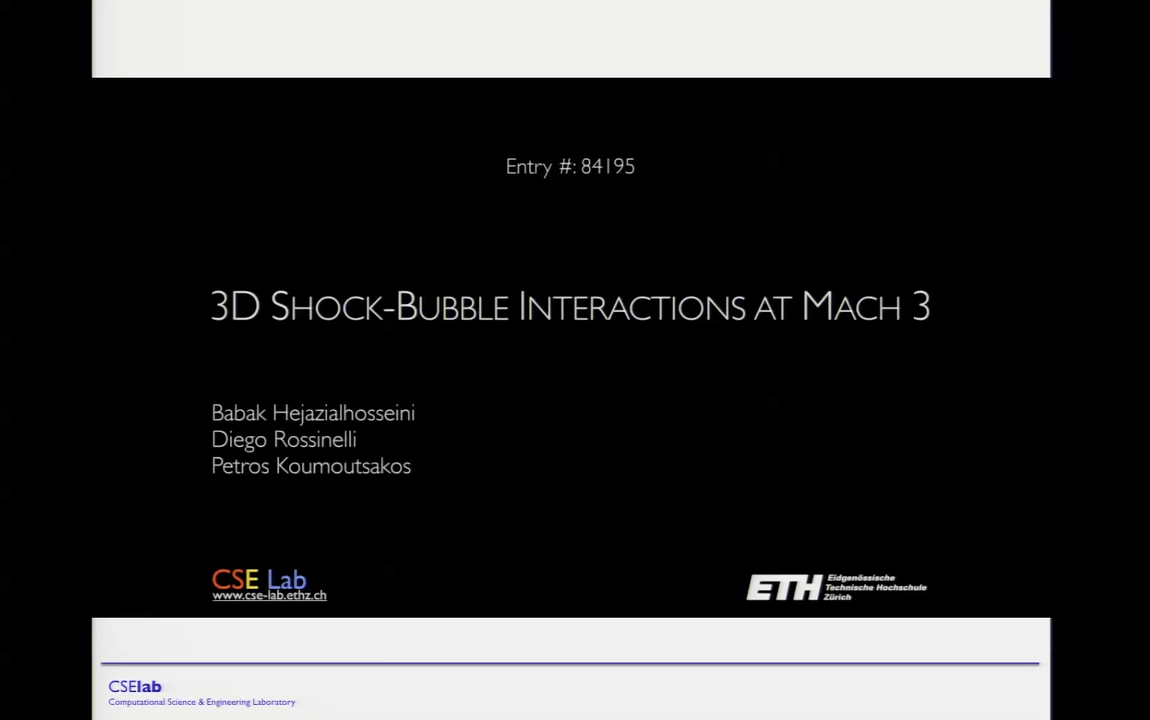 Entry #: 84195
3D SHOCK-BUBBLE INTERACTIONS AT MACH 3
Babak Hejazialhosseini
Diego Rossinelli
Petros Koumoutsakos
CSE Lab
www.cse-lab.ethz.ch
ETH
Eidgenössische
Technische Hochschule
Zürich
CSElab
Computational Science & Engineering Laboratory